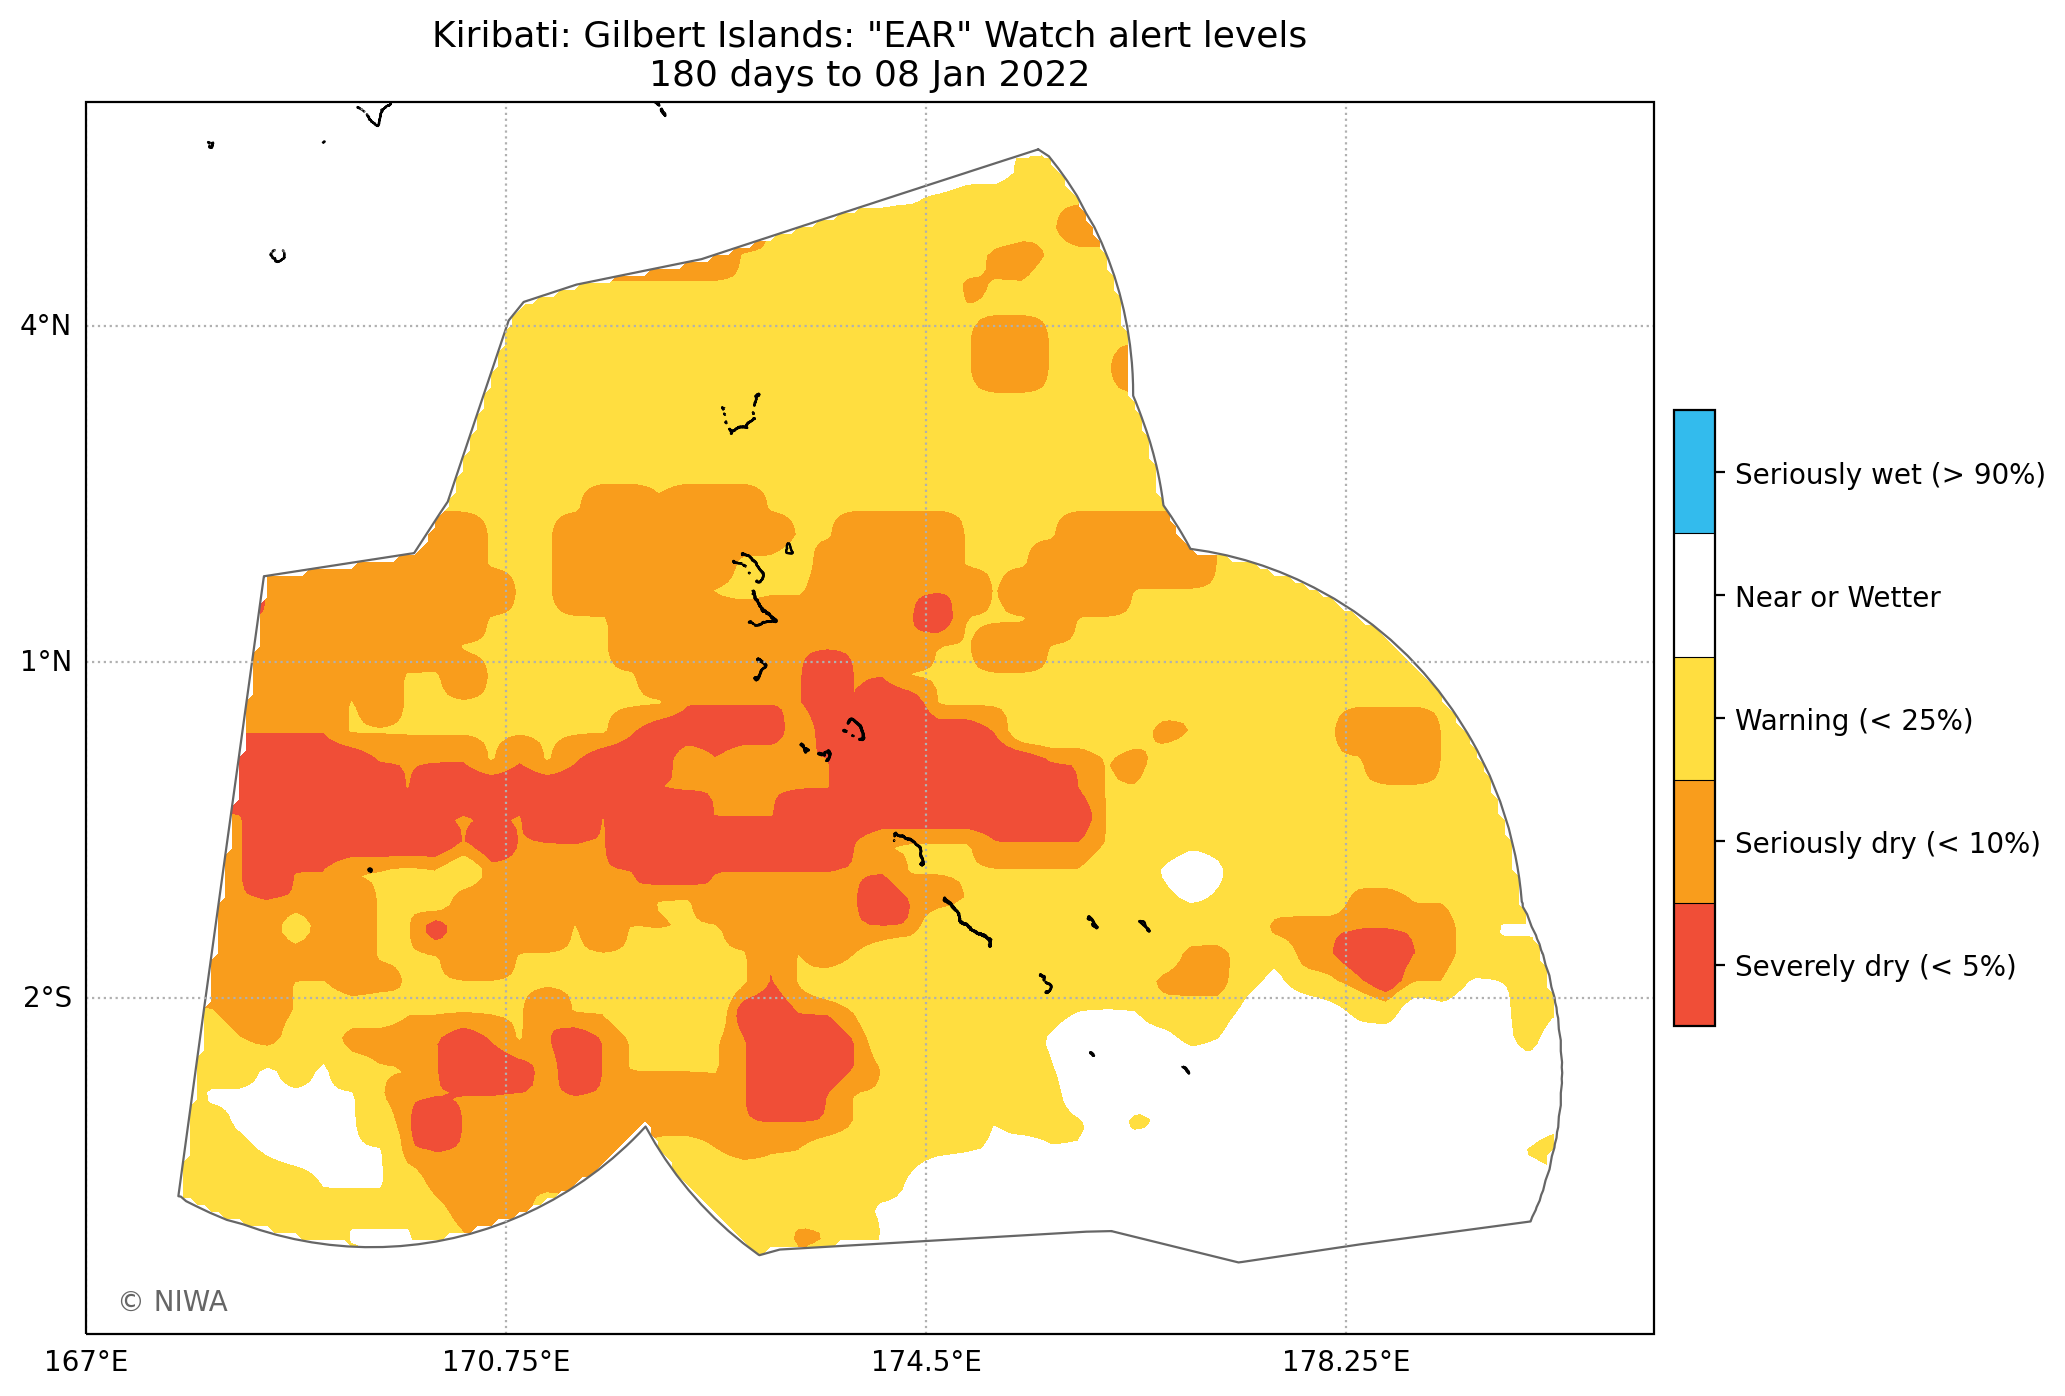 Kiribati: Gilbert Islands: "EAR" Watch alert levels
180 days to 08 Jan 2022
4°N
1°N
2°S
167°E
170.75°E
174.5°E
178.25°E
© NIWA
Seriously wet (> 90%)
Near or Wetter
Warning (< 25%)
Seriously dry (< 10%)
Severely dry (< 5%)